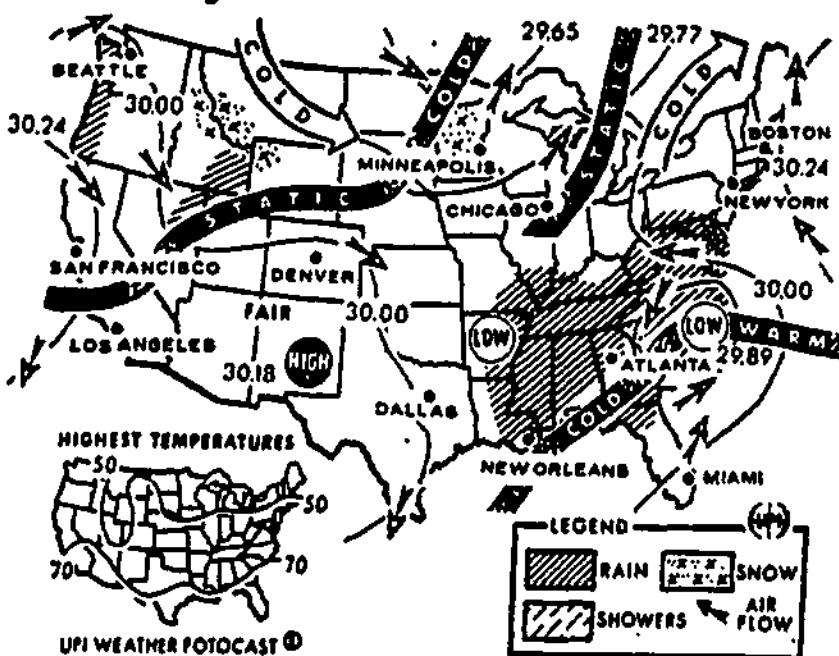 29.65
29.77
COLD
COLD
STATIC
COLD
SEATTLE
30.00
30.24
MINNEAPOLIS
BOSTON
30.24
NEW YORK
CHICAGO
STATIC
SAN FRANCISCO
DENVER
30.00
FAIR
30.00
LOW
LOW
WARM
LOS ANGELES
HIGH
30.18
ATLANTA
29.89
DALLAS
COLD
NEW ORLEANS
MIAMI
HIGHEST TEMPERATURES
50
50
70
70
UPI WEATHER FOTOCAST ®
LEGEND
RAIN
SNOW
SHOWERS
AIR
FLOW